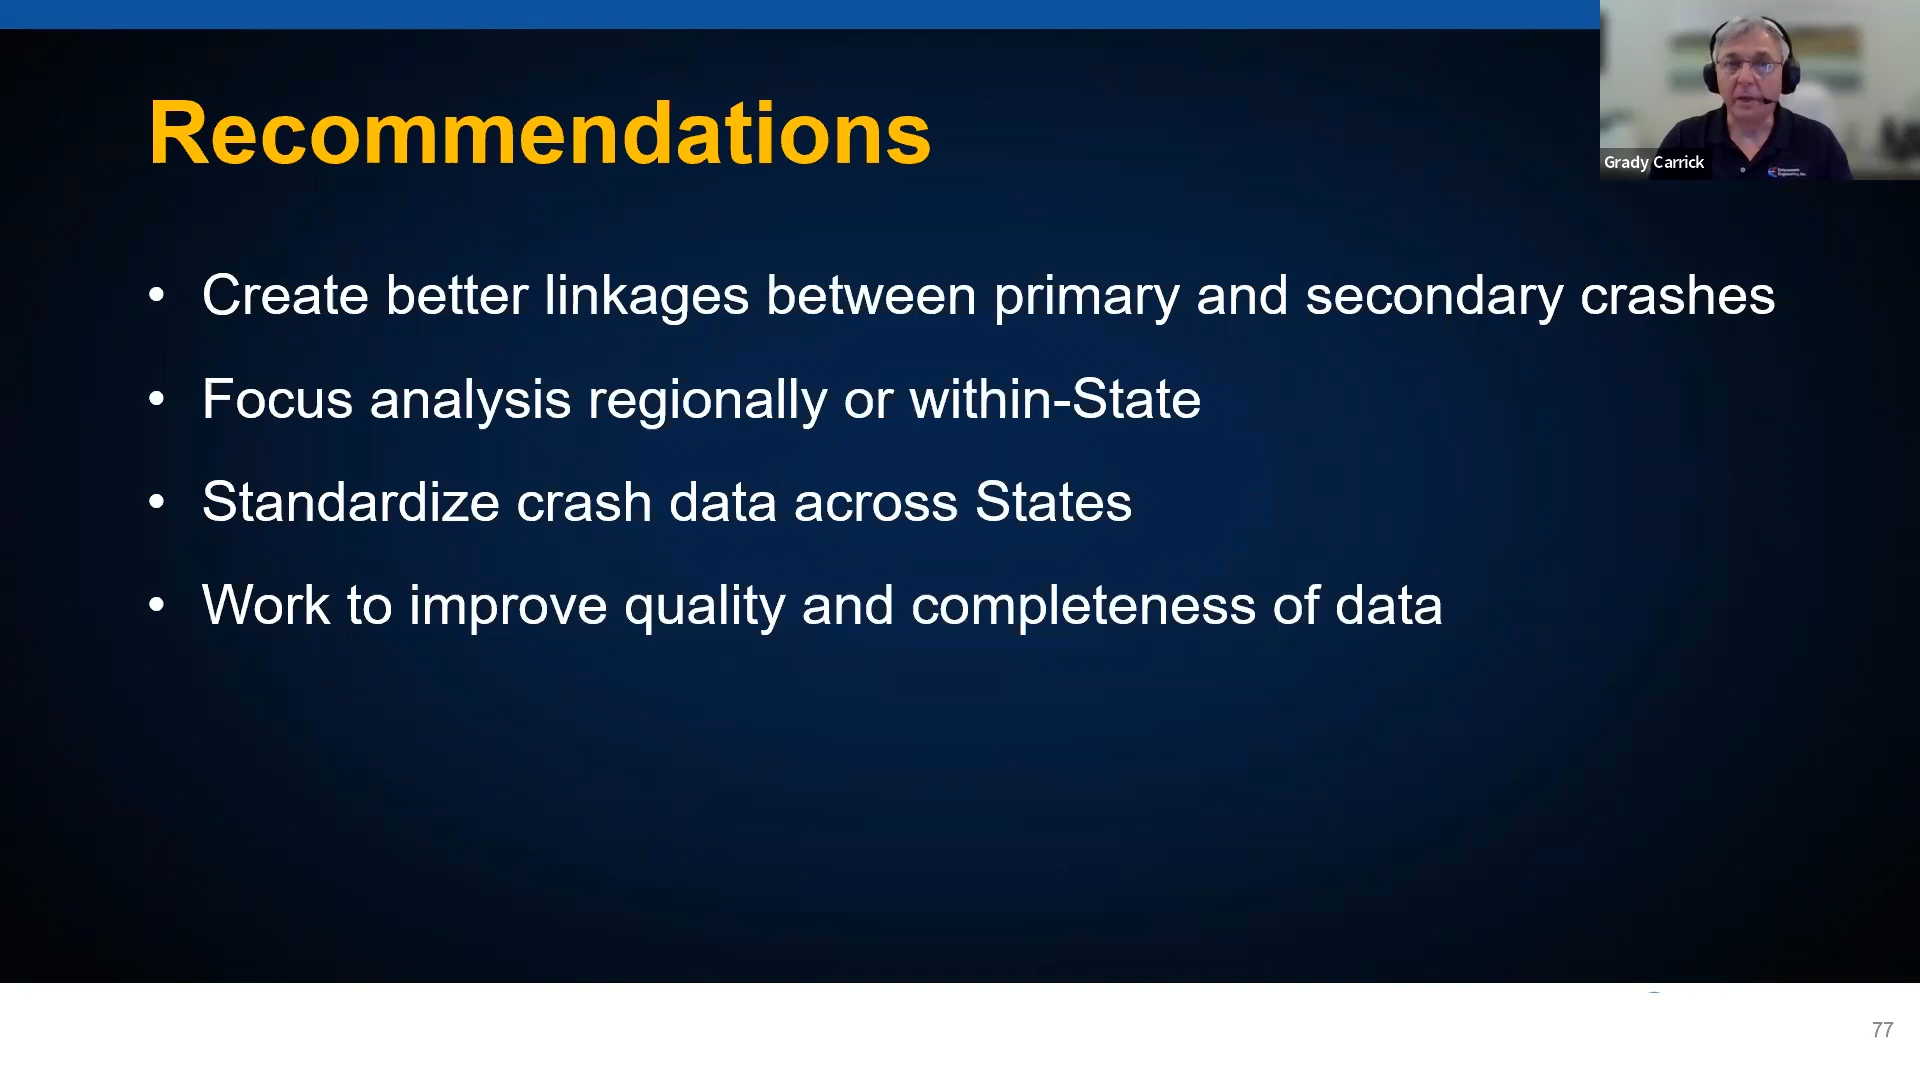 Recommendations
Grady Carrick
• Create better linkages between primary and secondary crashes
• Focus analysis regionally or within-State
• Standardize crash data across States
• Work to improve quality and completeness of data
77